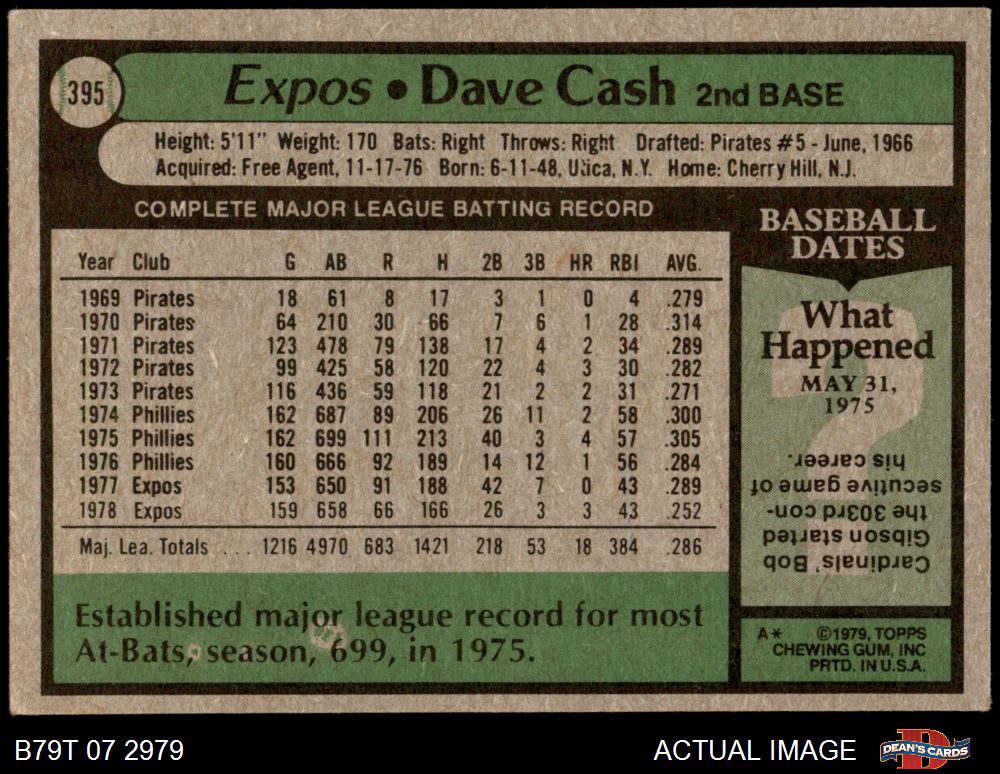 395
Expos • Dave Cash 2nd BASE
Height: 5'11" Weight: 170 Bats: Right Throws: Right Drafted: Pirates #5 - June, 1966
Acquired: Free Agent, 11-17-76 Born: 6-11-48, Utica, N.Y. Home: Cherry Hill, N.J.
COMPLETE MAJOR LEAGUE BATTING RECORD
Year Club G AB R H 2B 3B HR RBI AVG.
1969 Pirates 18 61 8 17 3 1 0 4 .279
1970 Pirates 64 210 30 66 7 6 1 28 .314
1971 Pirates 123 478 79 138 17 4 2 34 .289
1972 Pirates 99 425 58 120 22 4 3 30 .282
1973 Pirates 116 436 59 118 21 2 2 31 .271
1974 Phillies 162 687 89 206 26 11 2 58 .300
1975 Phillies 162 699 111 213 40 3 4 57 .305
1976 Phillies 160 666 92 189 14 12 1 56 .284
1977 Expos 153 650 91 188 42 7 0 43 .289
1978 Expos 159 658 66 166 26 3 3 43 .252
Maj. Lea. Totals . . . 1216 4970 683 1421 218 53 18 384 .286
Established major league record for most
At-Bats, season, 699, in 1975.
BASEBALL
DATES
What
Happened
MAY 31,
1975
Cardinals' Bob
Gibson started
the 303rd con-
secutive game of
his career.
A* ©1979, TOPPS
CHEWING GUM, INC
PRTD. IN U.S.A.
B79T 07 2979
ACTUAL IMAGE
DEAN'S CARDS